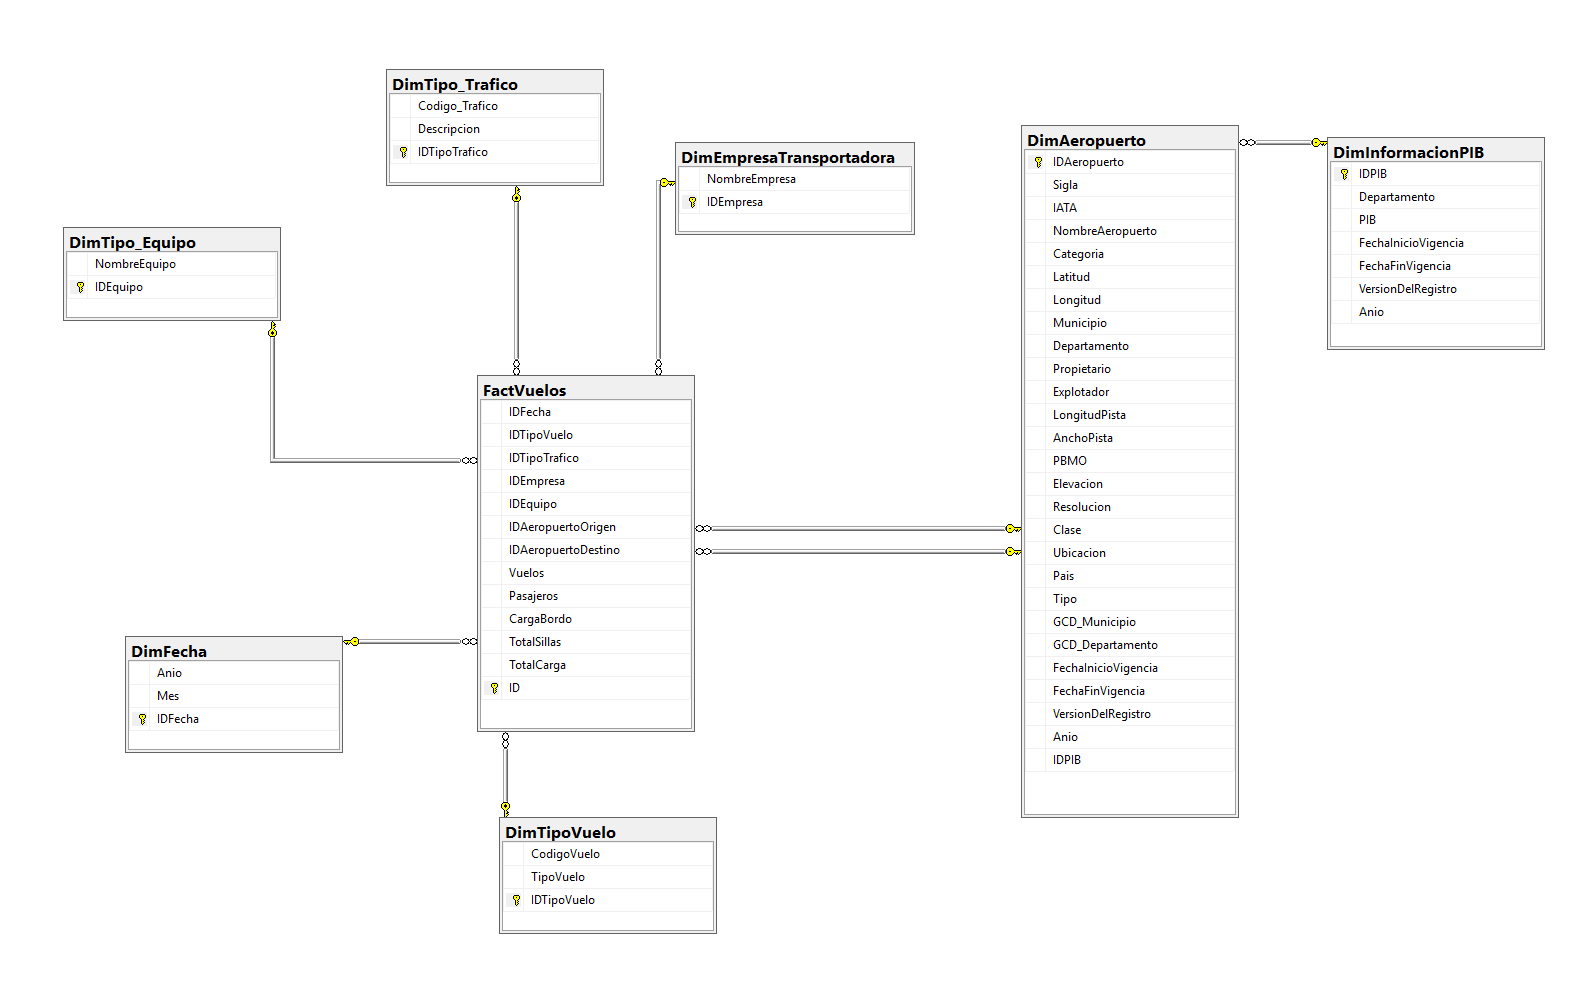 DimTipo_Trafico
Codigo_Trafico
Descripcion
IDTipoTrafico
DimEmpresaTransportadora
NombreEmpresa
IDEmpresa
DimAeropuerto
IDAeropuerto
Sigla
IATA
NombreAeropuerto
Categoria
Latitud
Longitud
Municipio
Departamento
Propietario
Explotador
LongitudPista
AnchoPista
PBMO
Elevacion
Resolucion
Clase
Ubicacion
Pais
Tipo
GCD_Municipio
GCD_Departamento
FechaInicioVigencia
FechaFinVigencia
VersionDelRegistro
Anio
IDPIB
DimInformacionPIB
IDPIB
Departamento
PIB
FechaInicioVigencia
FechaFinVigencia
VersionDelRegistro
Anio
DimTipo_Equipo
NombreEquipo
IDEquipo
FactVuelos
IDFecha
IDTipoVuelo
IDTipoTrafico
IDEmpresa
IDEquipo
IDAeropuertoOrigen
IDAeropuertoDestino
Vuelos
Pasajeros
CargaBordo
TotalSillas
TotalCarga
ID
DimFecha
Anio
Mes
IDFecha
DimTipoVuelo
CodigoVuelo
TipoVuelo
IDTipoVuelo